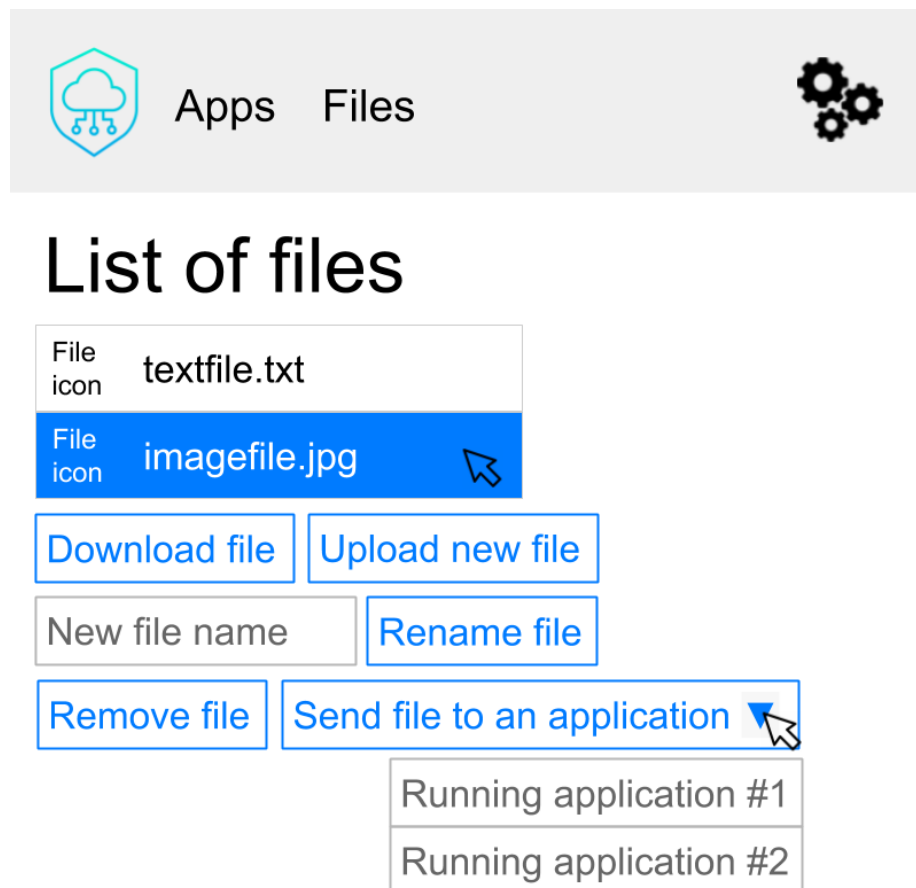 Apps Files
List of files
File
icon
textfile.txt
File
icon
imagefile.jpg
Download file
Upload new file
New file name
Rename file
Remove file
Send file to an application ▼
Running application #1
Running application #2